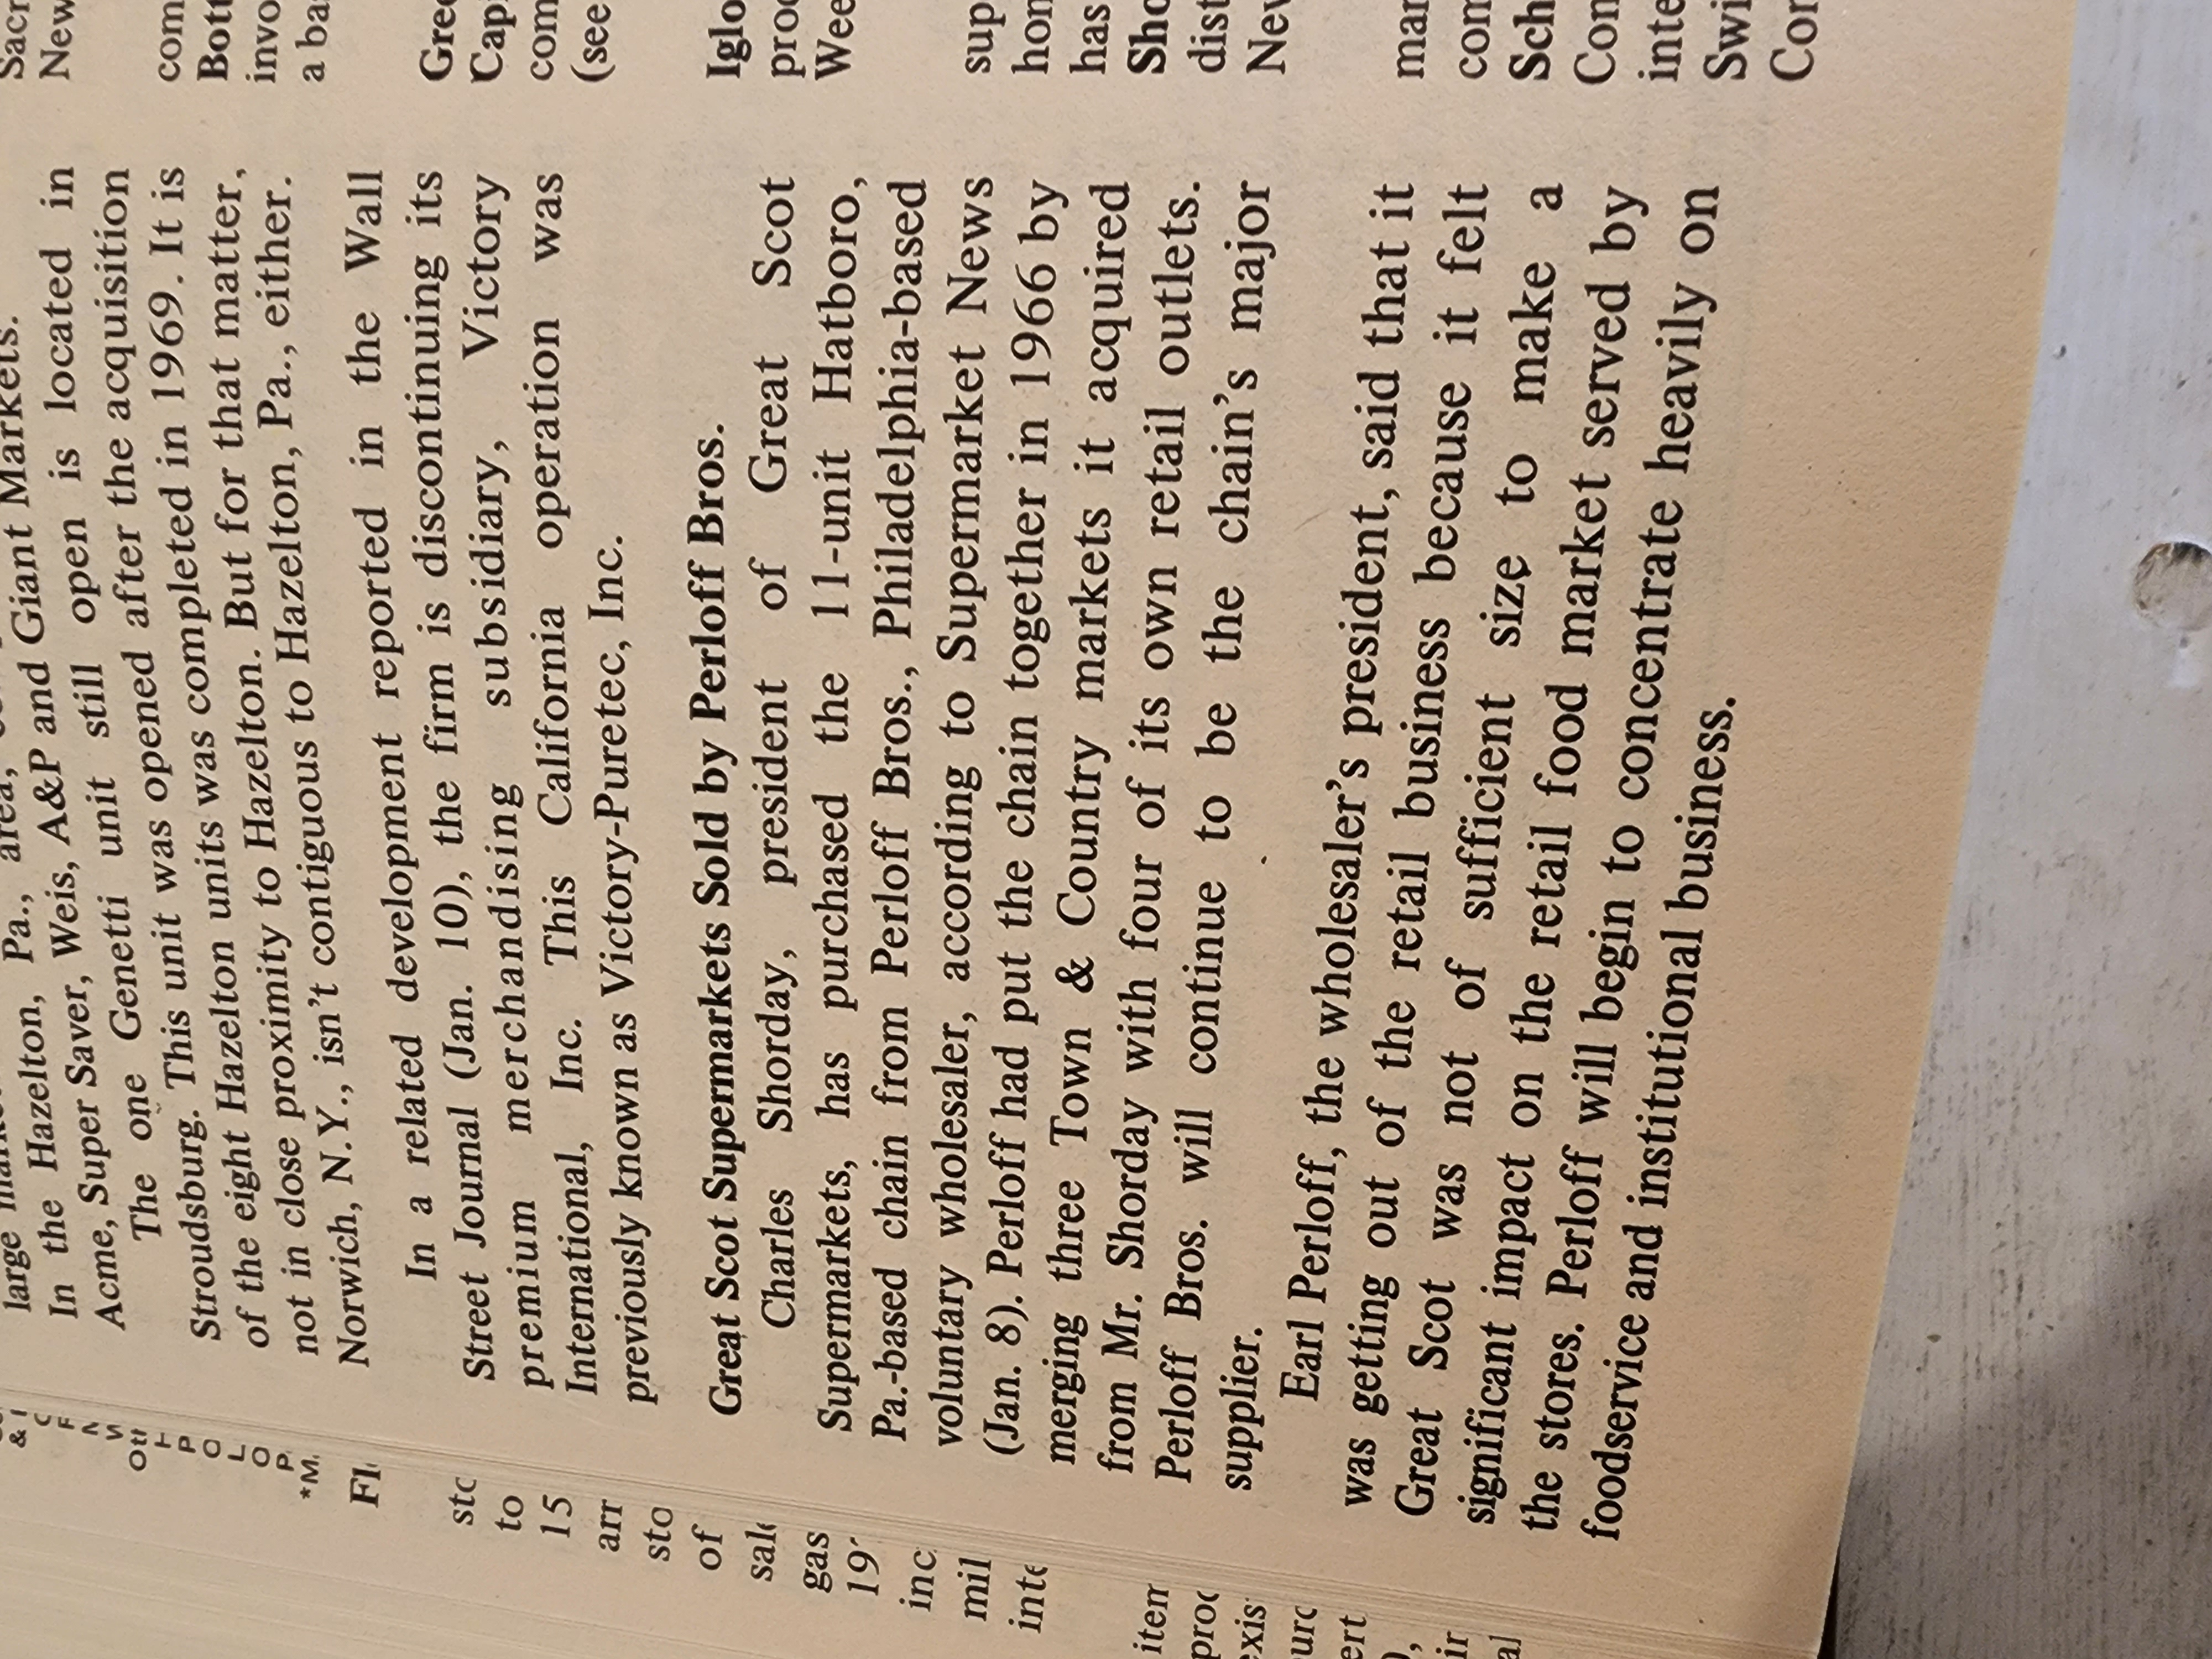 large
In the Hazelton, Pa., area,
Acme, Super Saver, Weis, A&P and Giant Markets.
The one Genetti unit still open is located in
Stroudsburg. This unit was opened after the acquisition
of the eight Hazelton units was completed in 1969. It is
not in close proximity to Hazelton. But for that matter,
Norwich, N.Y., isn't contiguous to Hazelton, Pa., either.
In a related development reported in the Wall
Street Journal (Jan. 10), the firm is discontinuing its
premium merchandising subsidiary, Victory
International, Inc. This California operation was
previously known as Victory-Puretec, Inc.
Great Scot Supermarkets Sold by Perloff Bros.
Charles Shorday, president of Great Scot
Supermarkets, has purchased the 11-unit Hatboro,
Pa.-based chain from Perloff Bros., Philadelphia-based
voluntary wholesaler, according to Supermarket News
(Jan. 8). Perloff had put the chain together in 1966 by
merging three Town & Country markets it acquired
from Mr. Shorday with four of its own retail outlets.
Perloff Bros. will continue to be the chain's major
supplier.
Earl Perloff, the wholesaler's president, said that it
was getting out of the retail business because it felt
Great Scot was not of sufficient size to make a
significant impact on the retail food market served by
the stores. Perloff will begin to concentrate heavily on
foodservice and institutional business.